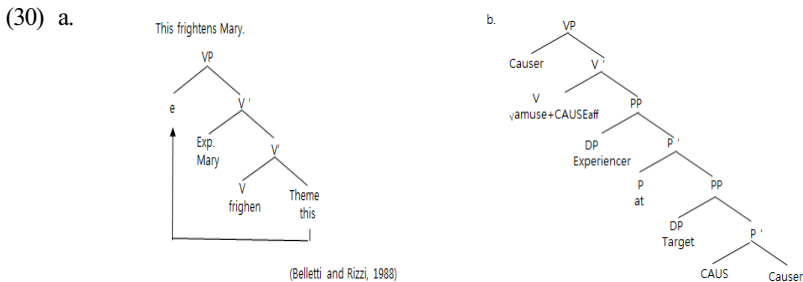 (30) a.
This frightens Mary.
VP
e
V'
Exp.
Mary
V'
V
frighen
Theme
this
(Belletti and Rizzi, 1988)
b.
VP
Causer
V'
V
√amuse+CAUSEaff
PP
DP
Experiencer
P'
P
at
PP
DP
Target
P'
CAUS
Causer